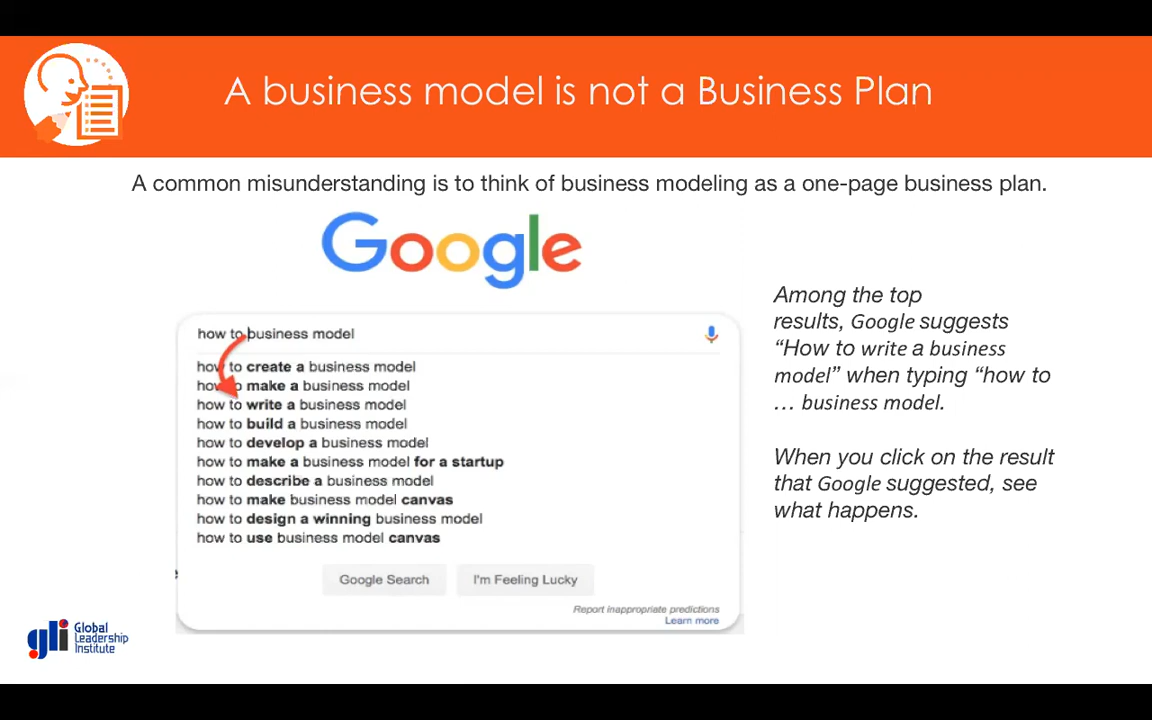 A business model is not a Business Plan
A common misunderstanding is to think of business modeling as a one-page business plan.
Google
how to business model
how to create a business model
how to make a business model
how to write a business model
how to build a business model
how to develop a business model
how to make a business model for a startup
how to describe a business model
how to make business model canvas
how to design a winning business model
how to use business model canvas
Google Search
I'm Feeling Lucky
Report inappropriate predictions
Learn more
Among the top
results, Google suggests
“How to write a business
model” when typing “how to
… business model.
When you click on the result
that Google suggested, see
what happens.
gli
Global
Leadership
Institute